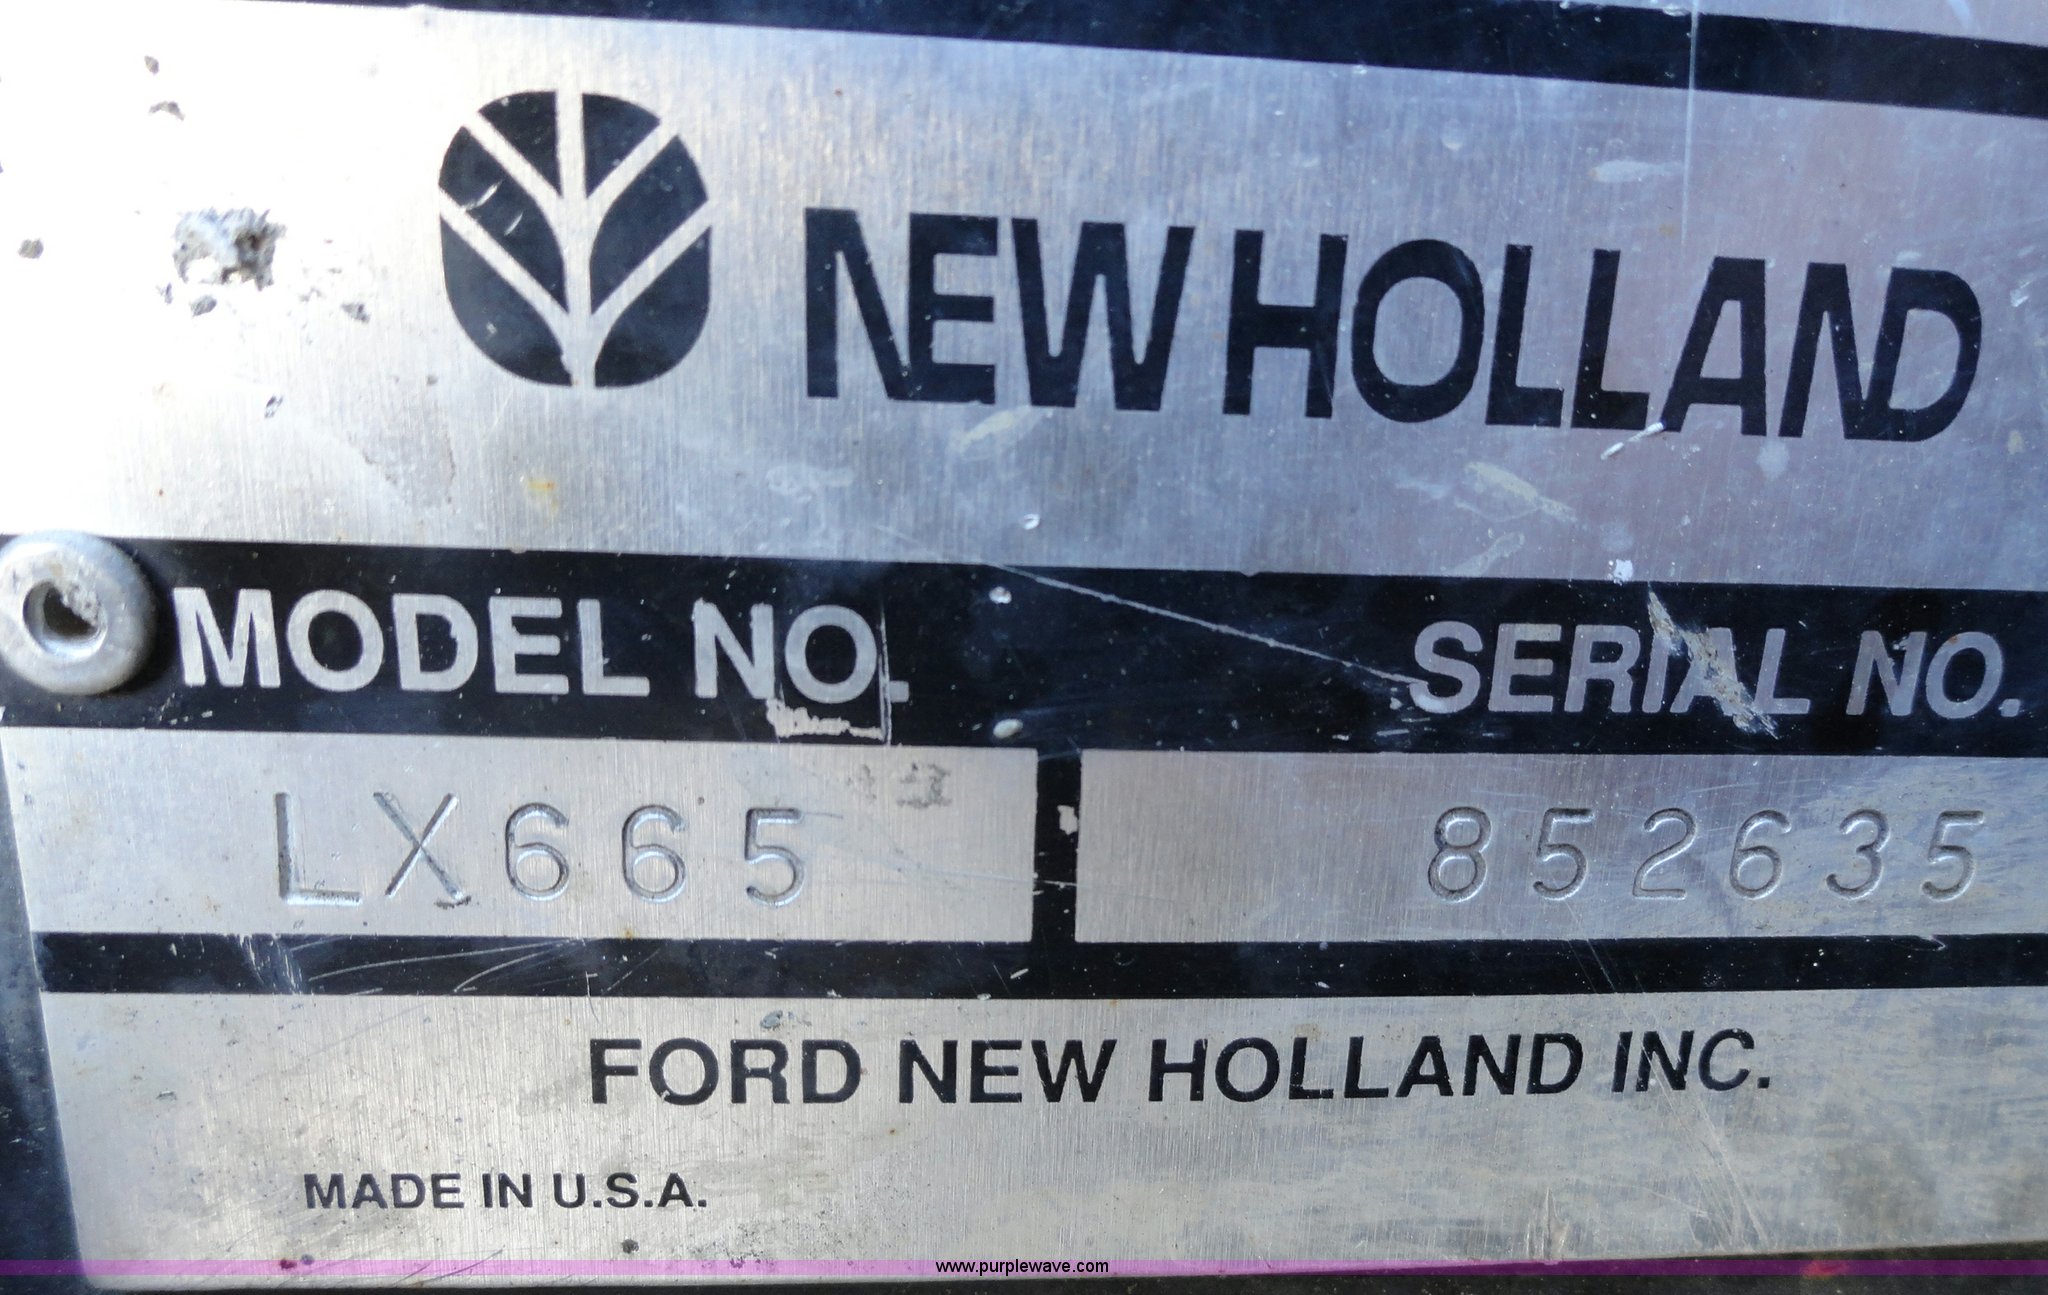 NEW HOLLAND
MODEL NO. SERIAL NO.
LX665 852635
FORD NEW HOLLAND INC.
MADE IN U.S.A.
www.purplewave.com